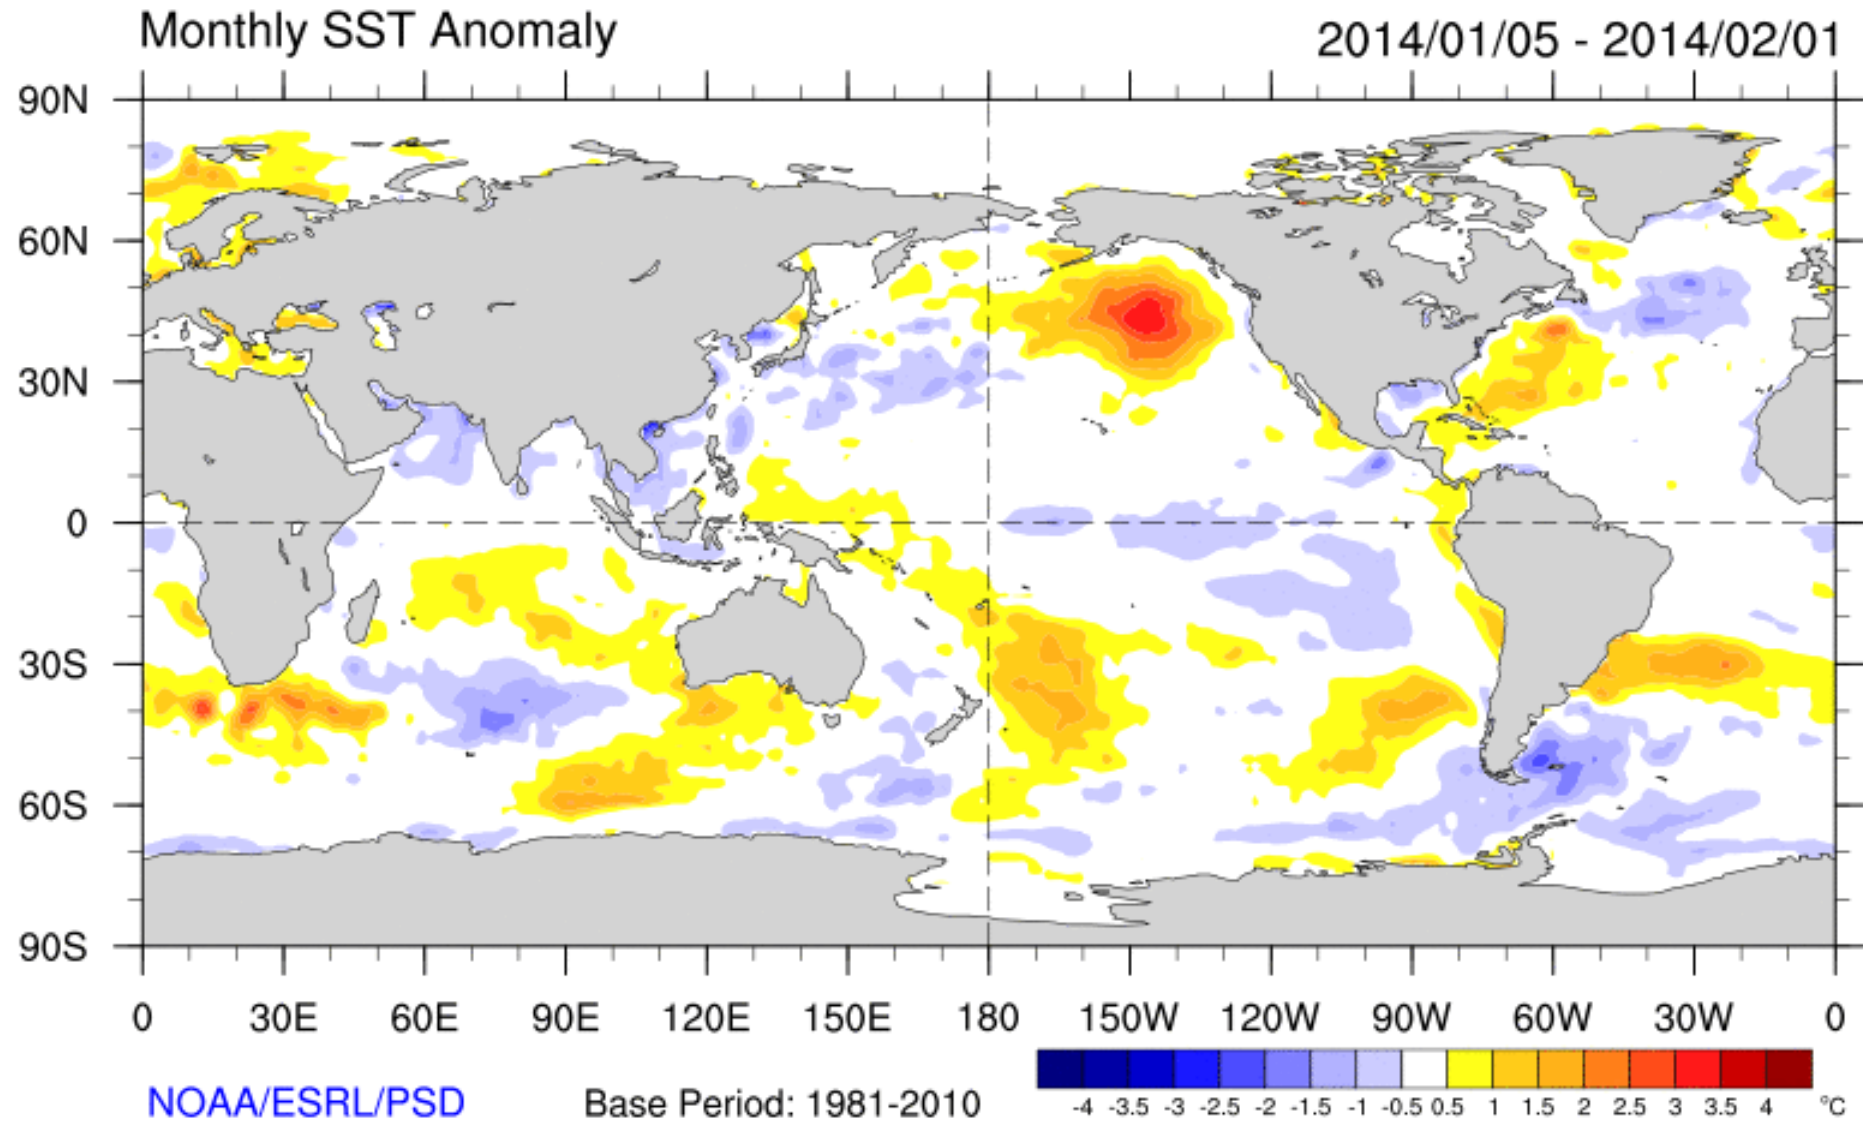 Monthly SST Anomaly 2014/01/05 - 2014/02/01
90N
60N
30N
0
30S
60S
90S
0 30E 60E 90E 120E 150E 180 150W 120W 90W 60W 30W 0
NOAA/ESRL/PSD Base Period: 1981-2010
-4 -3.5 -3 -2.5 -2 -1.5 -1 -0.5 0.5 1 1.5 2 2.5 3 3.5 4 °C